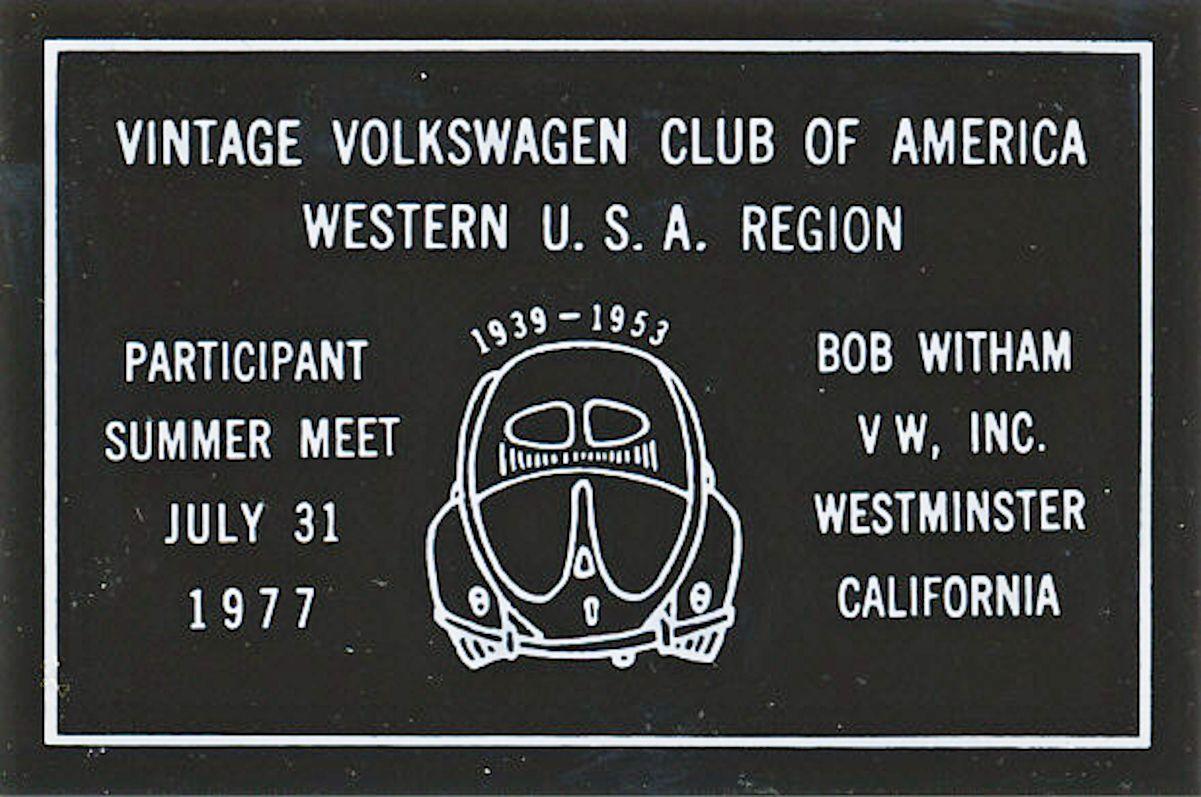 VINTAGE VOLKSWAGEN CLUB OF AMERICA
WESTERN U. S. A. REGION
1939-1953
PARTICIPANT
SUMMER MEET
JULY 31
1977
BOB WITHAM
VW, INC.
WESTMINSTER
CALIFORNIA